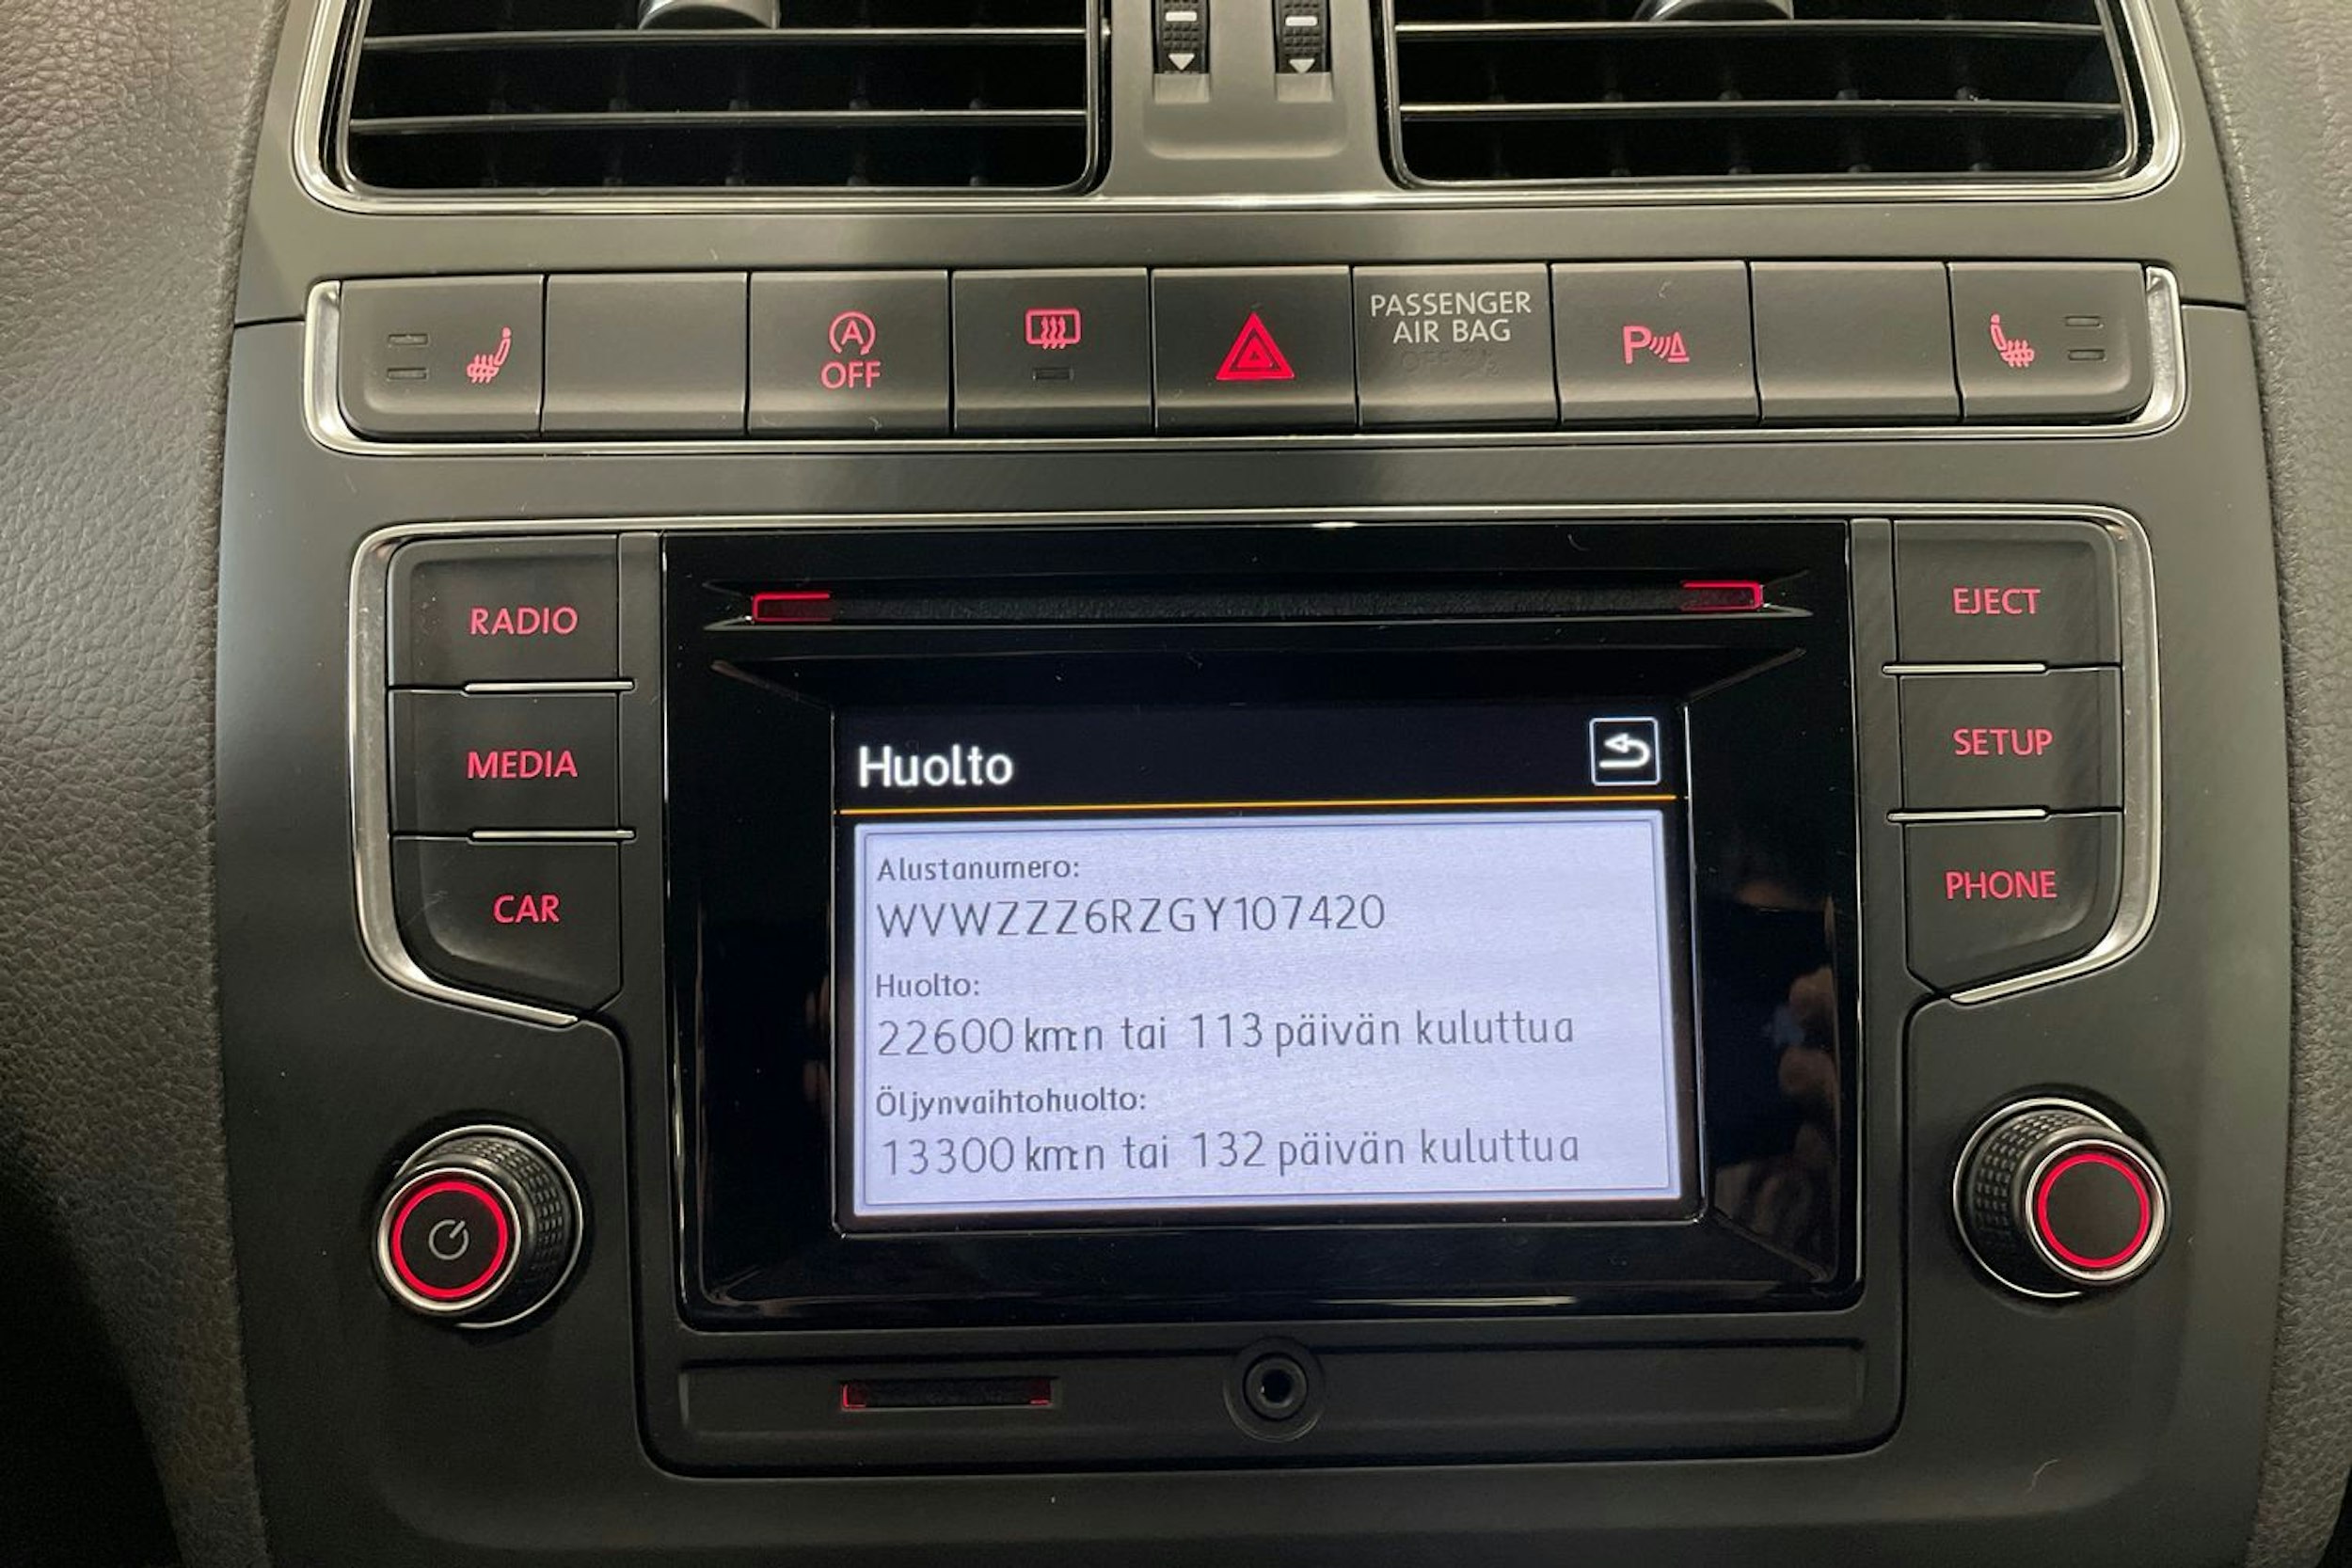 OFF
PASSENGER
AIR BAG
OFF
P
RADIO
MEDIA
CAR
EJECT
SETUP
PHONE
Huolto
Alustanumero:
WVWZZZ6RZGY107420
Huolto:
22600 km:n tai 113 päivän kuluttua
Öljynvaihtohuolto:
13300 km:n tai 132 päivän kuluttua